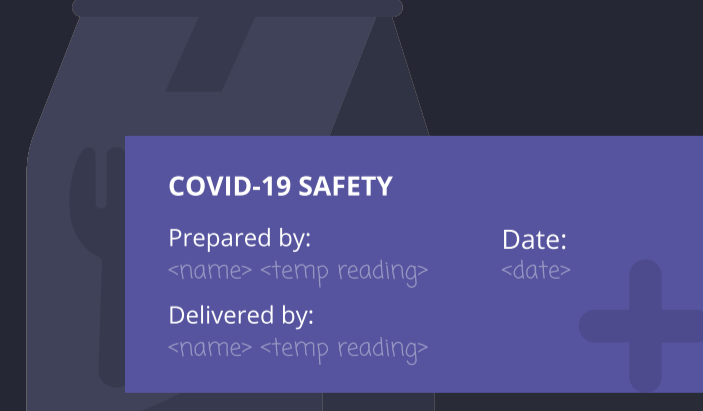 COVID-19 SAFETY
Prepared by:
<name> <temp reading>
Date:
<date>
Delivered by:
<name> <temp reading>